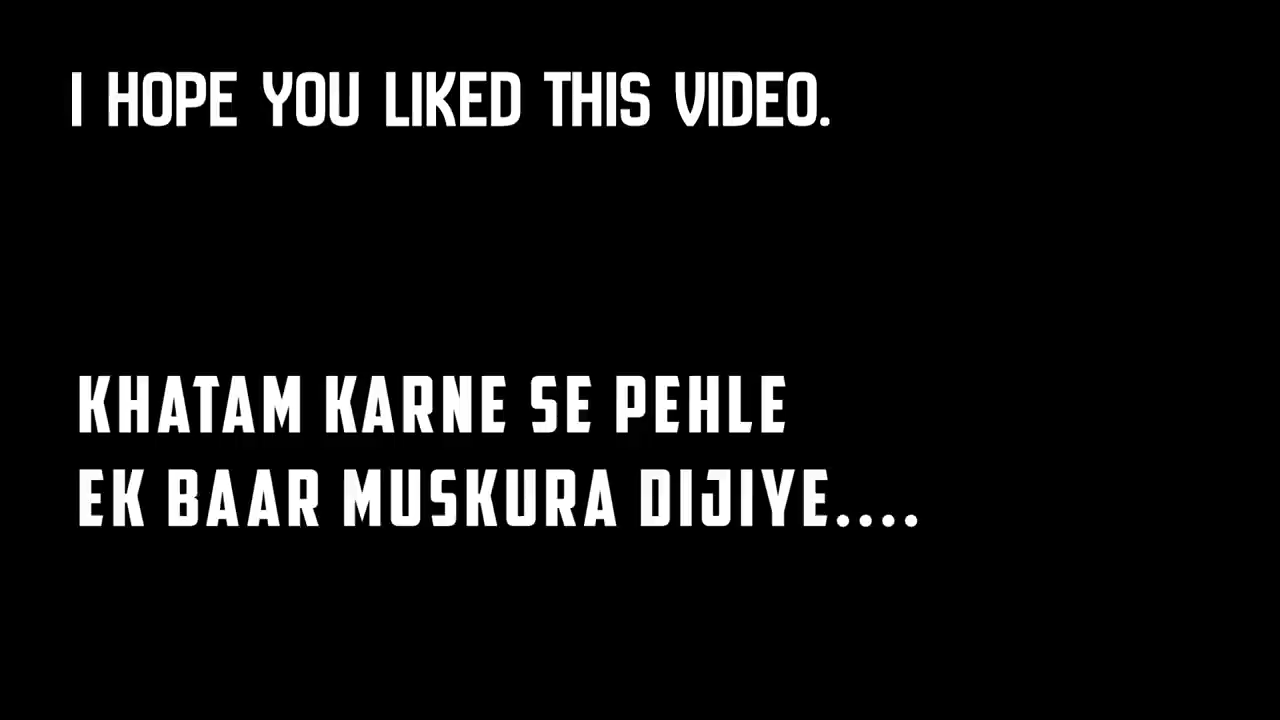 I HOPE YOU LIKED THIS VIDEO.
KHATAM KARNE SE PEHLE
EK BAAR MUSKURA DIJIYE....